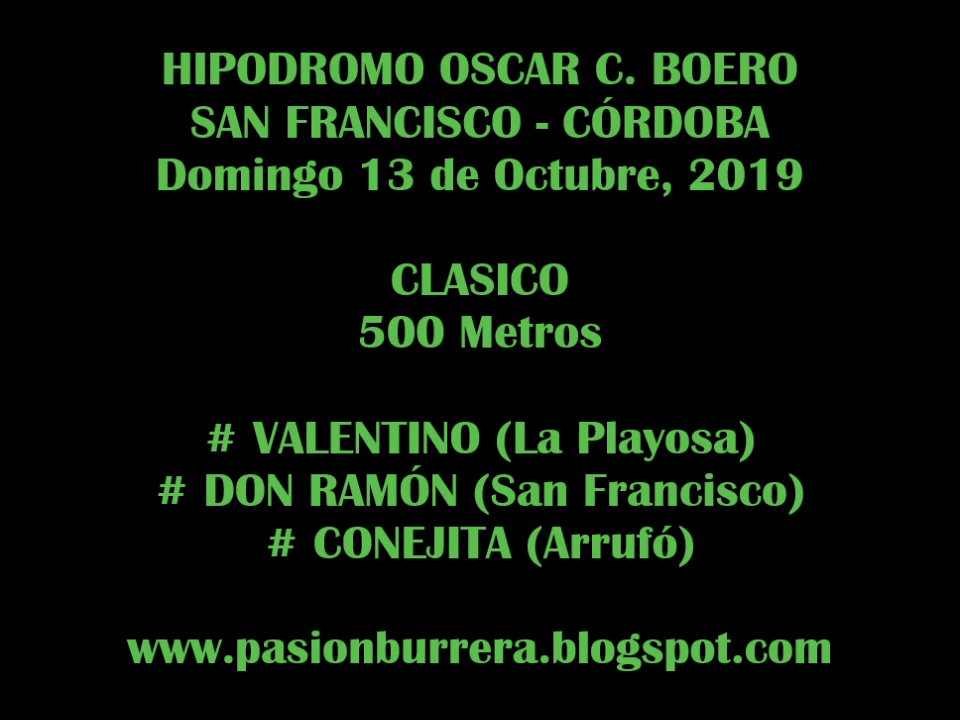 HIPODROMO OSCAR C. BOERO
SAN FRANCISCO - CÓRDOBA
Domingo 13 de Octubre, 2019
CLASICO
500 Metros
# VALENTINO (La Playosa)
# DON RAMÓN (San Francisco)
# CONEJITA (Arrufó)
www.pasionburrera.blogspot.com